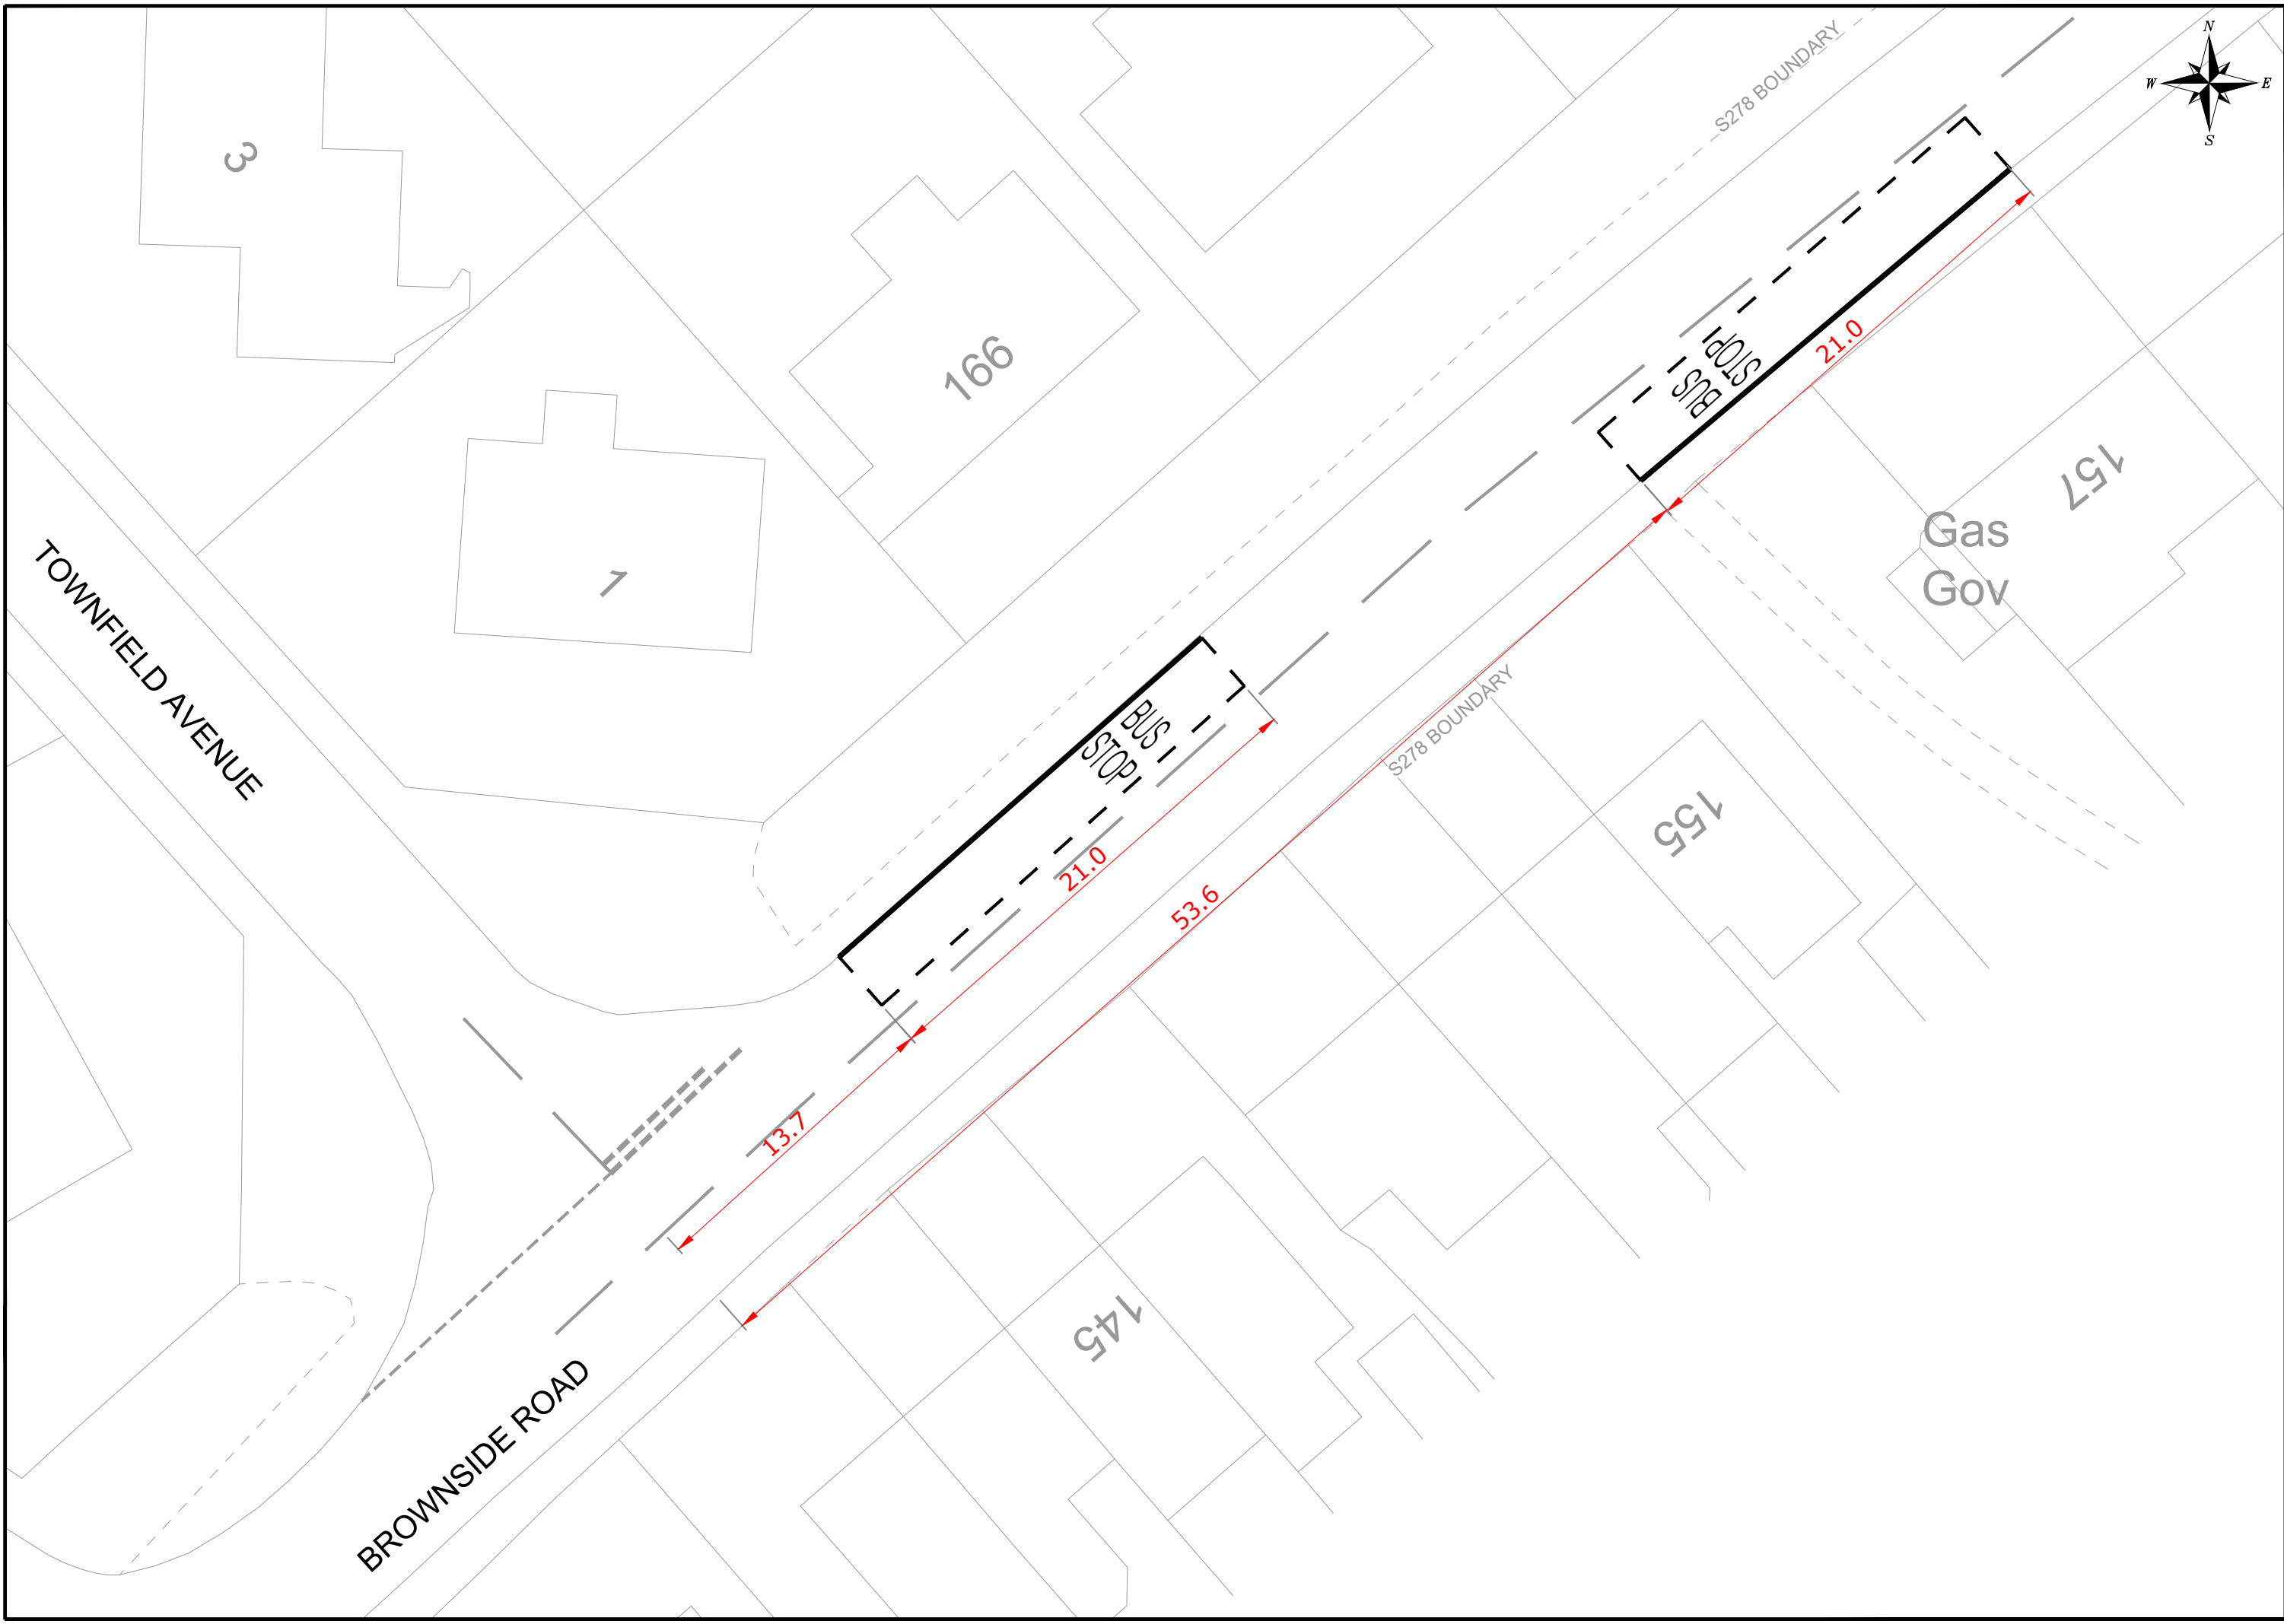 N
W
E
S
S278 BOUNDARY
3
166
BUS
STOP
21.0
157
Gas
Gov
1
TOWNFIELD AVENUE
BUS
STOP
21.0
S278 BOUNDARY
53.6
155
13.7
145
BROWNSIDE ROAD